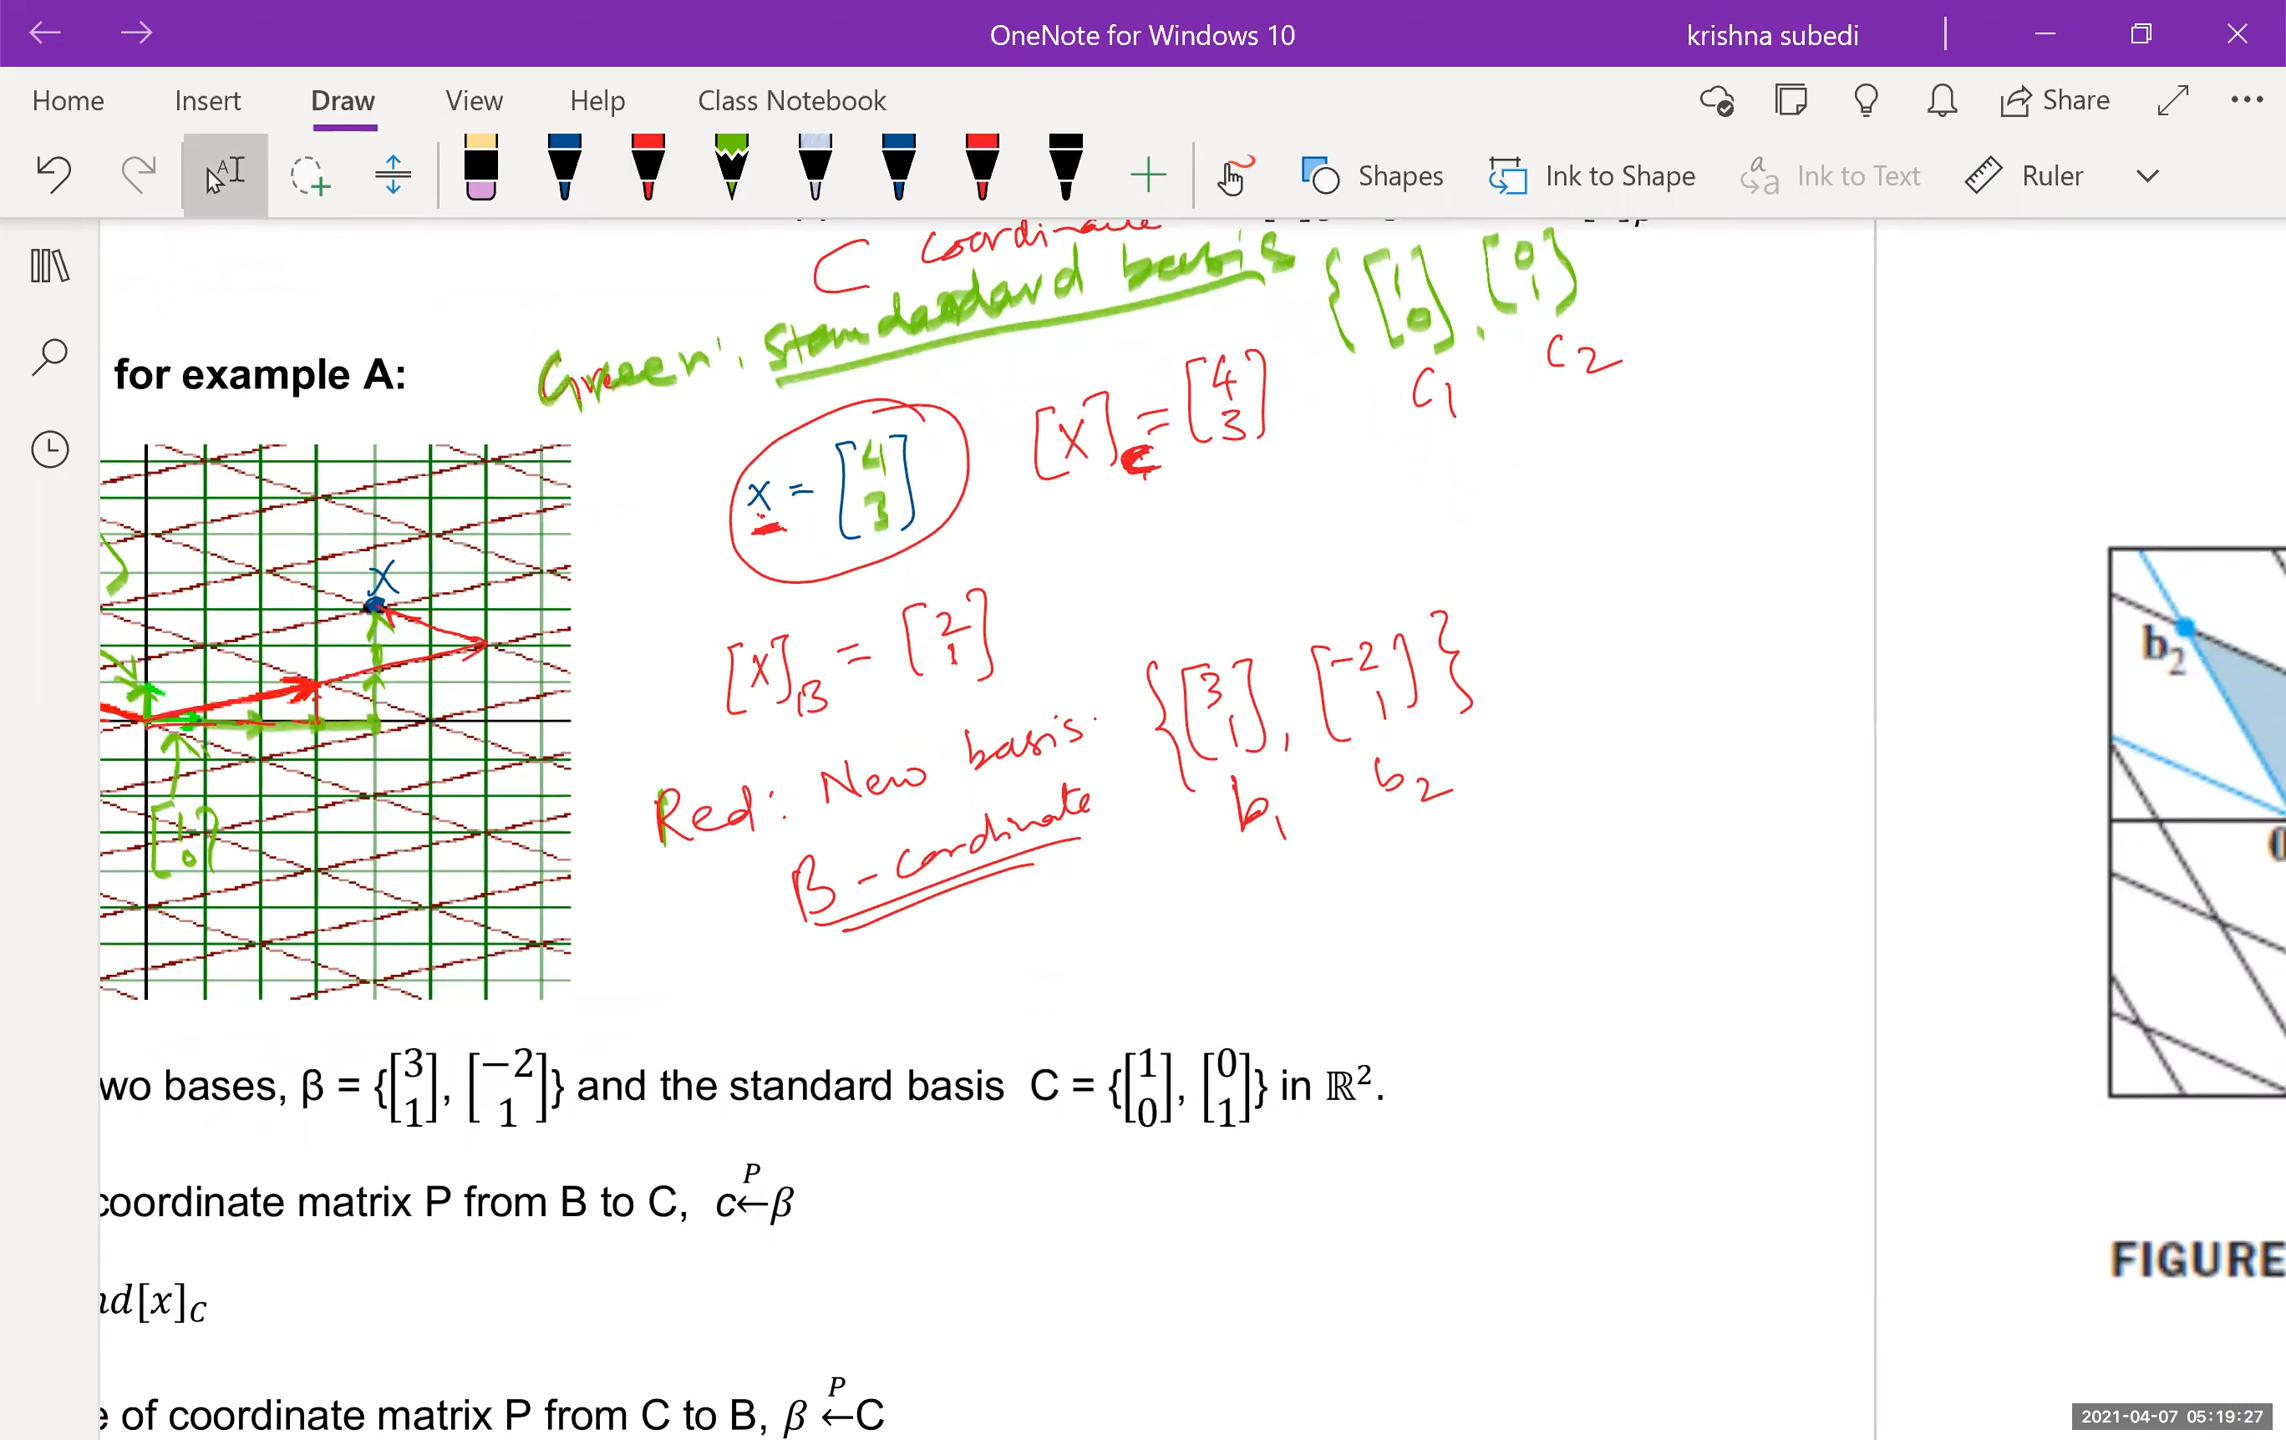 OneNote for Windows 10
krishna subedi
Home Insert Draw View Help Class Notebook
Share
Shapes Ink to Shape Ink to Text Ruler
C coordinate
Green: standadard basis { [1 0], [0 1] }
c1 c2
for example A:
x = [4 3]
[x]c = [4 3]
X
[x]B = [2 1]
[1 0]
Red: New basis. { [3 1], [-2 1] }
b1 b2
B - cordinate
b2
0
wo bases, β = {[3 1], [−2 1]} and the standard basis C = {[1 0], [0 1]} in ℝ².
coordinate matrix P from B to C, c P← β
nd[x]C
FIGURE
e of coordinate matrix P from C to B, β P← C
2021-04-07 05:19:27